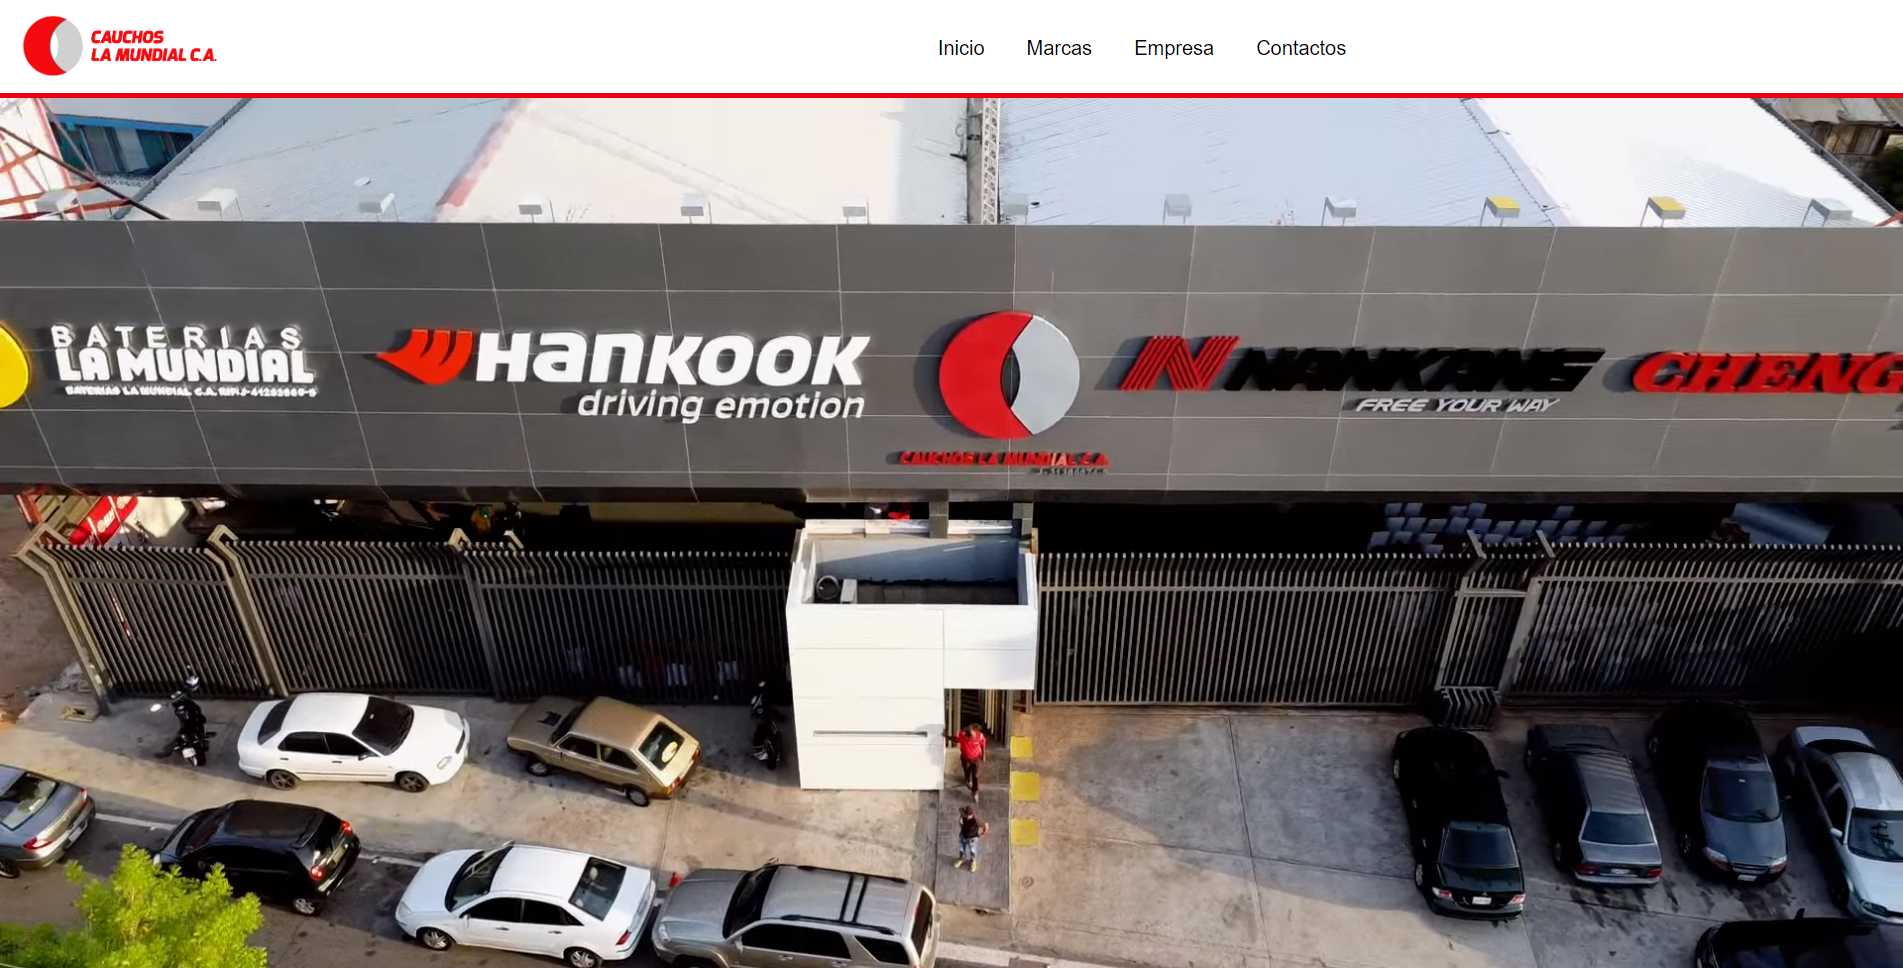 CAUCHOS
LA MUNDIAL C.A.
Inicio Marcas Empresa Contactos
BATERIAS
LA MUNDIAL
BATERIAS LA MUNDIAL C.A.
HANKOOK
driving emotion
CAUCHOS LA MUNDIAL C.A.
NANKANG
FREE YOUR WAY
CHENG